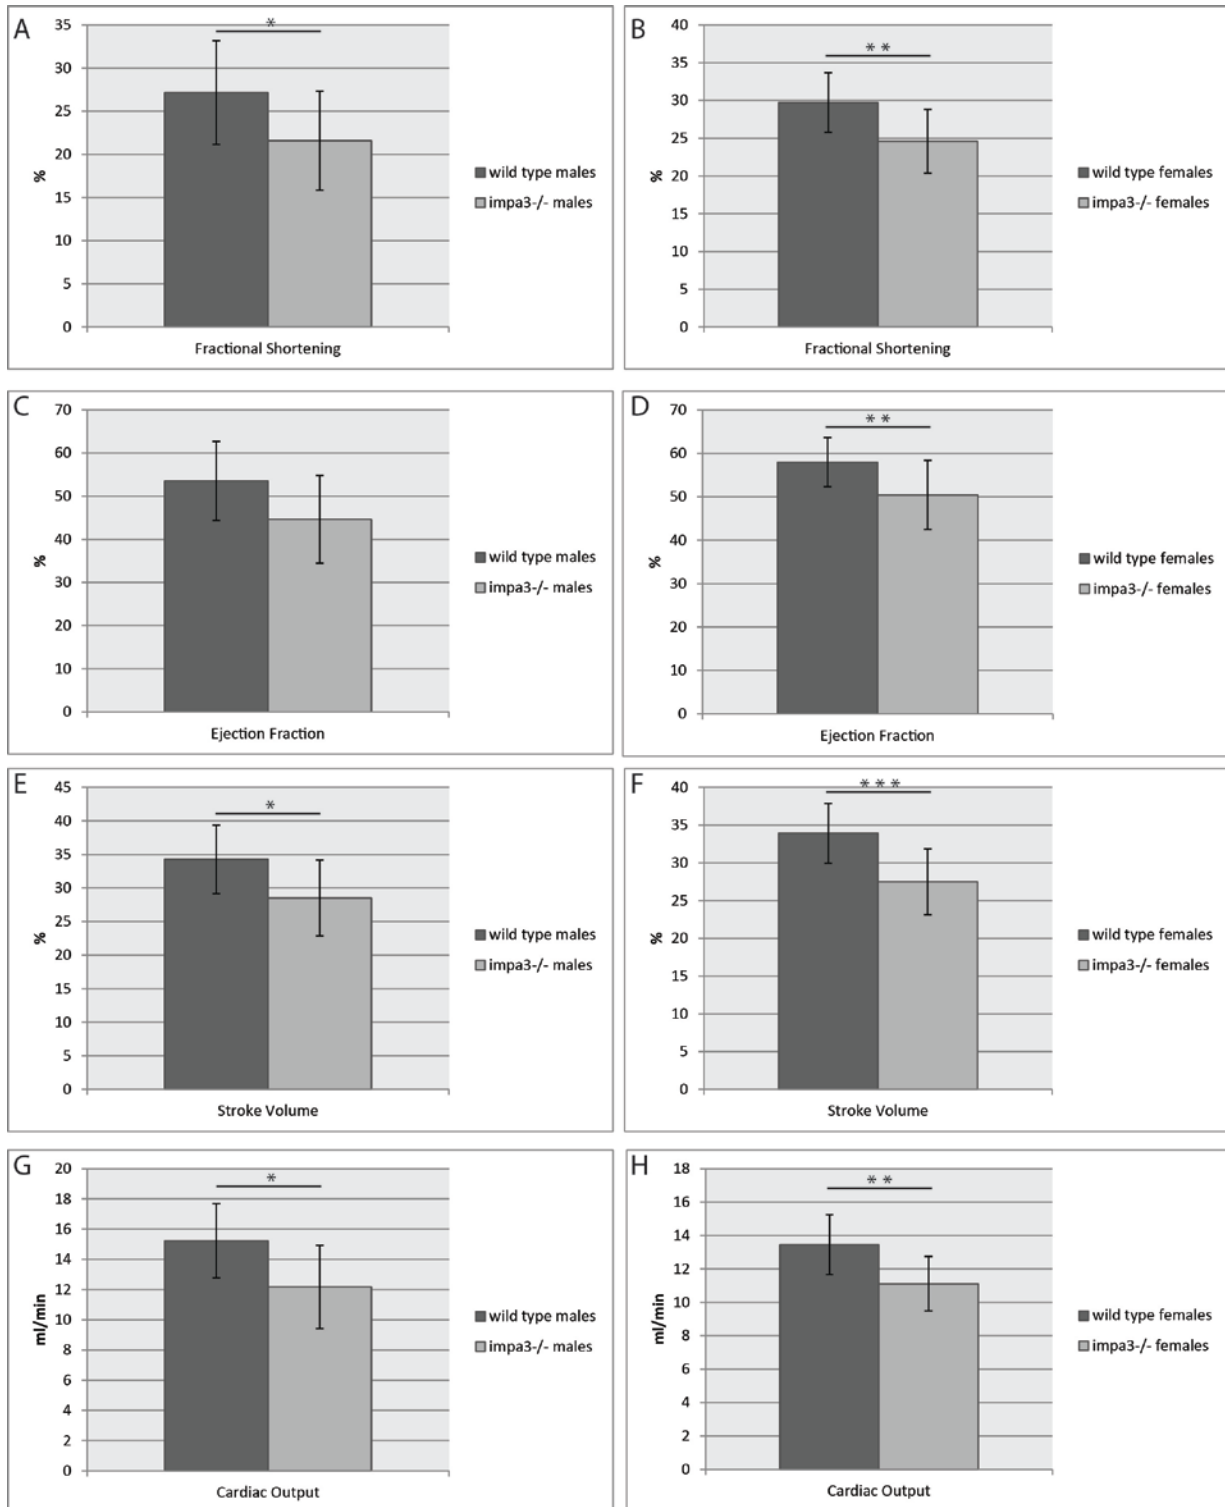 A
*
35
30
25
20
15
10
5
0
%
Fractional Shortening
wild type males
impa3-/- males
B
* *
40
35
30
25
20
15
10
5
0
%
Fractional Shortening
wild type females
impa3-/- females
C
70
60
50
40
30
20
10
0
%
Ejection Fraction
wild type males
impa3-/- males
D
* *
70
60
50
40
30
20
10
0
%
Ejection Fraction
wild type females
impa3-/- females
E
*
45
40
35
30
25
20
15
10
5
0
%
Stroke Volume
wild type males
impa3-/- males
F
* * *
40
35
30
25
20
15
10
5
0
%
Stroke Volume
wild type females
impa3-/- females
G
*
20
18
16
14
12
10
8
6
4
2
0
ml/min
Cardiac Output
wild type males
impa3-/- males
H
* *
18
16
14
12
10
8
6
4
2
0
ml/min
Cardiac Output
wild type females
impa3-/- females